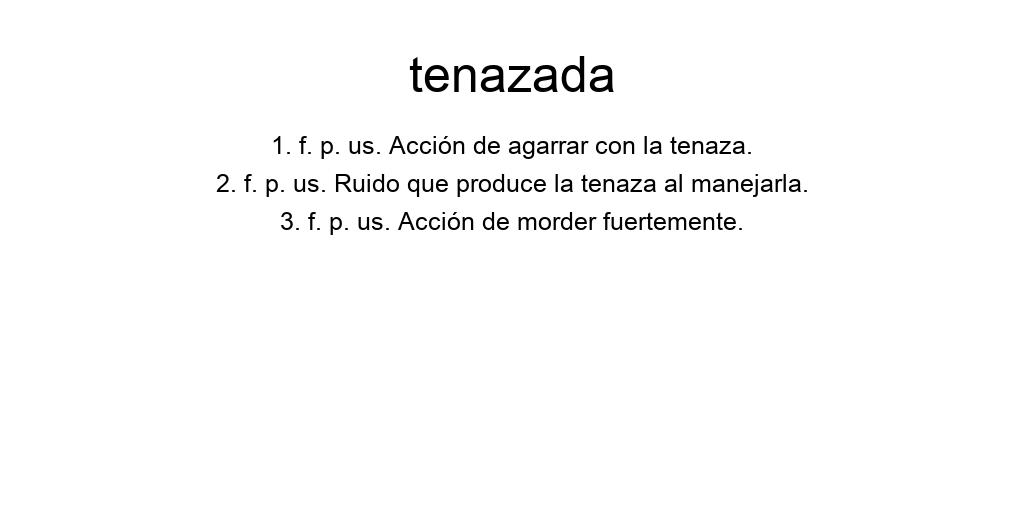 tenazada
1. f. p. us. Acción de agarrar con la tenaza.
2. f. p. us. Ruido que produce la tenaza al manejarla.
3. f. p. us. Acción de morder fuertemente.